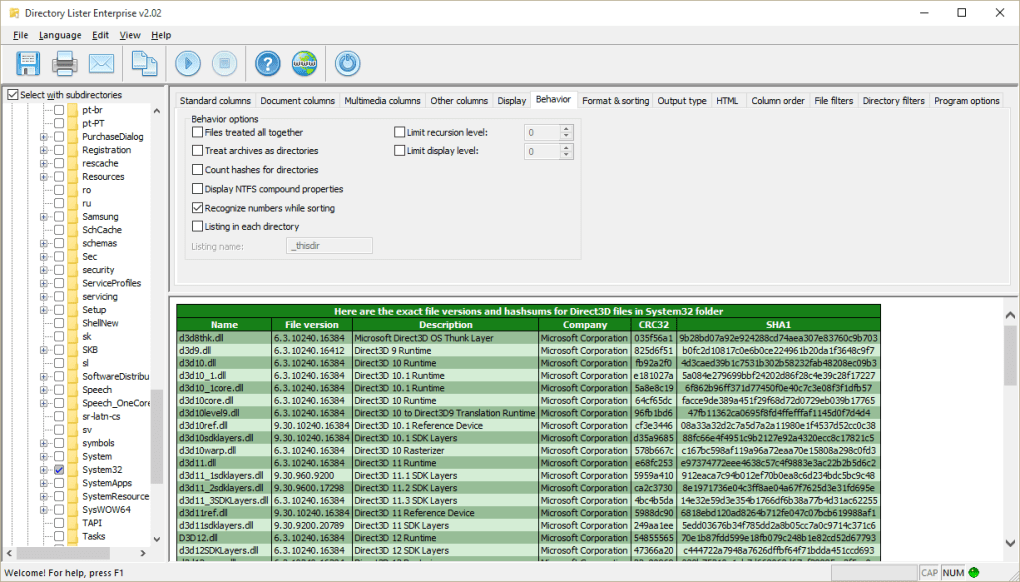 Directory Lister Enterprise v2.02
File Language Edit View Help
Select with subdirectories
pt-br
pt-PT
PurchaseDialog
Registration
rescache
Resources
ro
ru
Samsung
SchCache
schemas
Sec
security
ServiceProfiles
servicing
Setup
ShellNew
sk
SKB
sl
SoftwareDistribu
Speech
Speech_OneCore
sr-latn-cs
sv
symbols
System
System32
SystemApps
SystemResource
SysWOW64
TAPI
Tasks
Standard columns Document columns Multimedia columns Other columns Display Behavior Format & sorting Output type HTML Column order File filters Directory filters Program options
Behavior options
Files treated all together Limit recursion level: 0
Treat archives as directories Limit display level: 0
Count hashes for directories
Display NTFS compound properties
Recognize numbers while sorting
Listing in each directory
Listing name: _thisdir
Here are the exact file versions and hashsums for Direct3D files in System32 folder
Name File version Description Company CRC32 SHA1
d3d8thk.dll 6.3.10240.16384 Microsoft Direct3D OS Thunk Layer Microsoft Corporation 035f56a1 9b28bd07a92e924288cd74aea307e83760c9b703
d3d9.dll 6.3.10240.16412 Direct3D 9 Runtime Microsoft Corporation 825d6f51 b0fc2d10817c0e6b0ce224961b20da1f3648c9f7
d3d10.dll 6.3.10240.16384 Direct3D 10 Runtime Microsoft Corporation fb92a2f0 4d3caed39b1c7531b302b58232fab48208ec09b3
d3d10_1.dll 6.3.10240.16384 Direct3D 10.1 Runtime Microsoft Corporation e181027a 5a084e279699bbf24202d86f28c4e39c28f17227
d3d10_1core.dll 6.3.10240.16384 Direct3D 10.1 Runtime Microsoft Corporation 5a8e8c19 6f862b96ff371d77450f0e40c7c3e08f3f1dfb57
d3d10core.dll 6.3.10240.16384 Direct3D 10 Runtime Microsoft Corporation 64cf65dc facce9de389a451f29f68d72d0729eb039b17765
d3d10level9.dll 6.3.10240.16384 Direct3D 10 to Direct3D9 Translation Runtime Microsoft Corporation 96fb1bd6 47fb11362ca0695f8fd4ffefffaf1145d0f7d4d4
d3d10ref.dll 9.30.10240.16384 Direct3D 10.1 Reference Device Microsoft Corporation cf3e3446 08a33a32d2c7a5d7a2a11980e1f4537d52cc0c38
d3d10sdklayers.dll 6.3.10240.16384 Direct3D 10.1 SDK Layers Microsoft Corporation d35a9685 88fc66e4f4951c9b2127e92a4320ecc8c17821c5
d3d10warp.dll 6.3.10240.16384 Direct3D 10 Rasterizer Microsoft Corporation 578b667c c167bc598af119a96a72eaa70e15808a298c0fd3
d3d11.dll 6.3.10240.16384 Direct3D 11 Runtime Microsoft Corporation e68fc253 e97374772eee4638c57c4f9883e3ac22b2b5d6c2
d3d11_1sdklayers.dll 9.30.960.9200 Direct3D 11.1 SDK Layers Microsoft Corporation 5959a410 912eaca7c94b012ef70b0ea8c6d234bdc5bc9c48
d3d11_2sdklayers.dll 9.30.9600.17298 Direct3D 11.2 SDK Layers Microsoft Corporation ca2c3730 8e1971736e04c3ff8ae04a67f7625d3e31fd695e
d3d11_3SDKLayers.dll 6.3.10240.16384 Direct3D 11.3 SDK Layers Microsoft Corporation 4bc4b5da 14e32e59d3e354b1766df6b38a77b4d31ac62255
d3d11ref.dll 9.30.10240.16384 Direct3D 11 Reference Device Microsoft Corporation 5988dc90 6818ebd120ad8264b712fe047c07bcb619988af1
d3d11sdklayers.dll 9.30.9200.20789 Direct3D 11 SDK Layers Microsoft Corporation 249aa1ee 5edd03676b34f785dd2a8b05cc7a0c9714c371c6
D3D12.dll 6.3.10240.16384 Direct3D 12 Runtime Microsoft Corporation 54855565 70e1b87fdd599e18fb079c248b1e82cd52d67793
d3d12SDKLayers.dll 6.3.10240.16384 Direct3D 12 SDK Layers Microsoft Corporation 47366a20 c444722a7948a7626dffbf64f71bdda451ccd693
Welcome! For help, press F1 CAP NUM